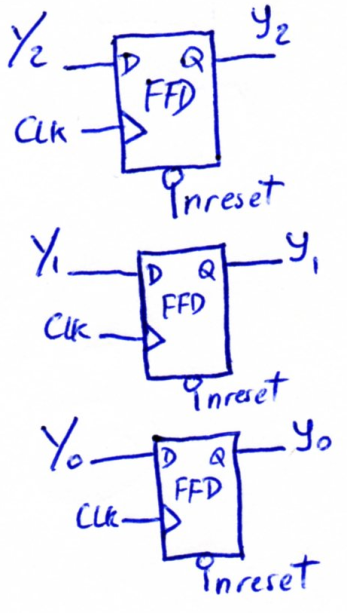 Y2 D Q y2
FFD
Clk
nreset
Y1 D Q y1
FFD
Clk
nreset
Y0 D Q y0
FFD
Clk
nreset